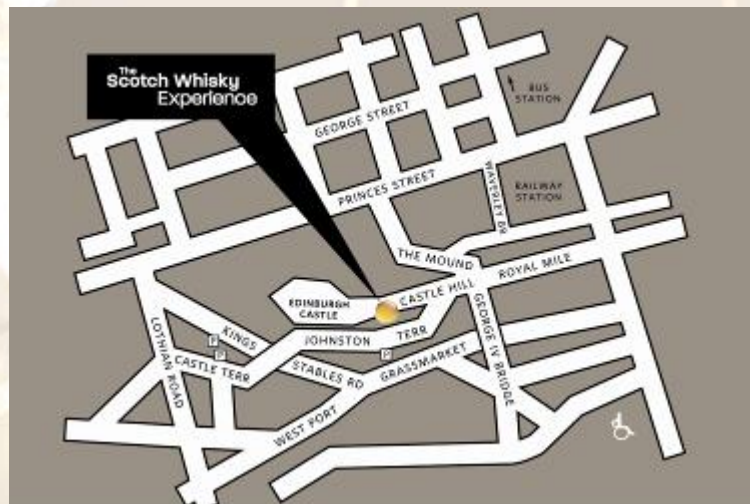 The
Scotch Whisky
Experience
BUS
STATION
GEORGE STREET
PRINCES STREET
WAVERLEY BR
RAILWAY
STATION
THE MOUND
ROYAL MILE
CASTLE HILL
EDINBURGH
CASTLE
GEORGE IV BRIDGE
JOHNSTON TERR
KINGS STABLES RD
LOTHIAN ROAD
P
P
P
CASTLE TERR
GRASSMARKET
WEST PORT